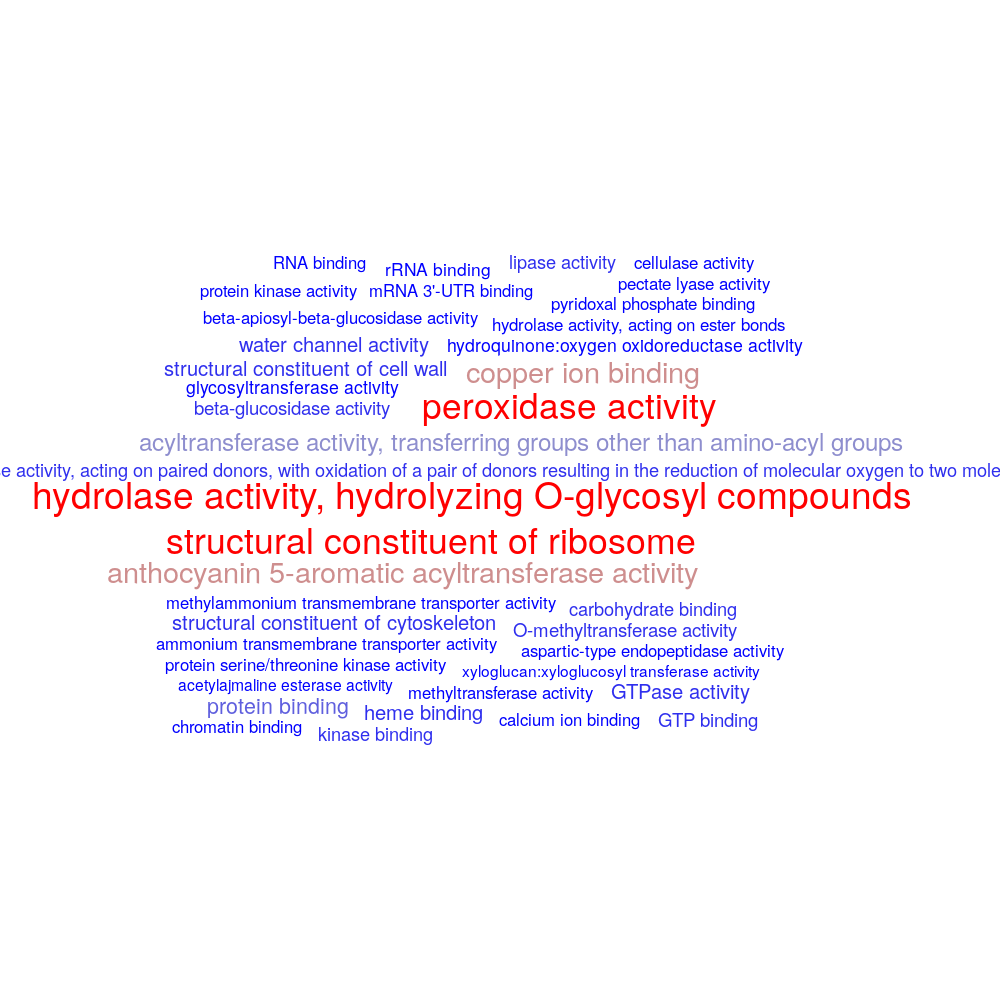 RNA binding
rRNA binding
lipase activity
cellulase activity
pectate lyase activity
protein kinase activity
mRNA 3'-UTR binding
pyridoxal phosphate binding
beta-apiosyl-beta-glucosidase activity
hydrolase activity, acting on ester bonds
water channel activity
hydroquinone:oxygen oxidoreductase activity
structural constituent of cell wall
copper ion binding
glycosyltransferase activity
beta-glucosidase activity
peroxidase activity
acyltransferase activity, transferring groups other than amino-acyl groups
activity, acting on paired donors, with oxidation of a pair of donors resulting in the reduction of molecular oxygen to two
hydrolase activity, hydrolyzing O-glycosyl compounds
structural constituent of ribosome
anthocyanin 5-aromatic acyltransferase activity
methylammonium transmembrane transporter activity
carbohydrate binding
structural constituent of cytoskeleton
O-methyltransferase activity
ammonium transmembrane transporter activity
aspartic-type endopeptidase activity
protein serine/threonine kinase activity
xyloglucan:xyloglucosyl transferase activity
acetylajmaline esterase activity
methyltransferase activity
GTPase activity
protein binding
heme binding
calcium ion binding
GTP binding
chromatin binding
kinase binding